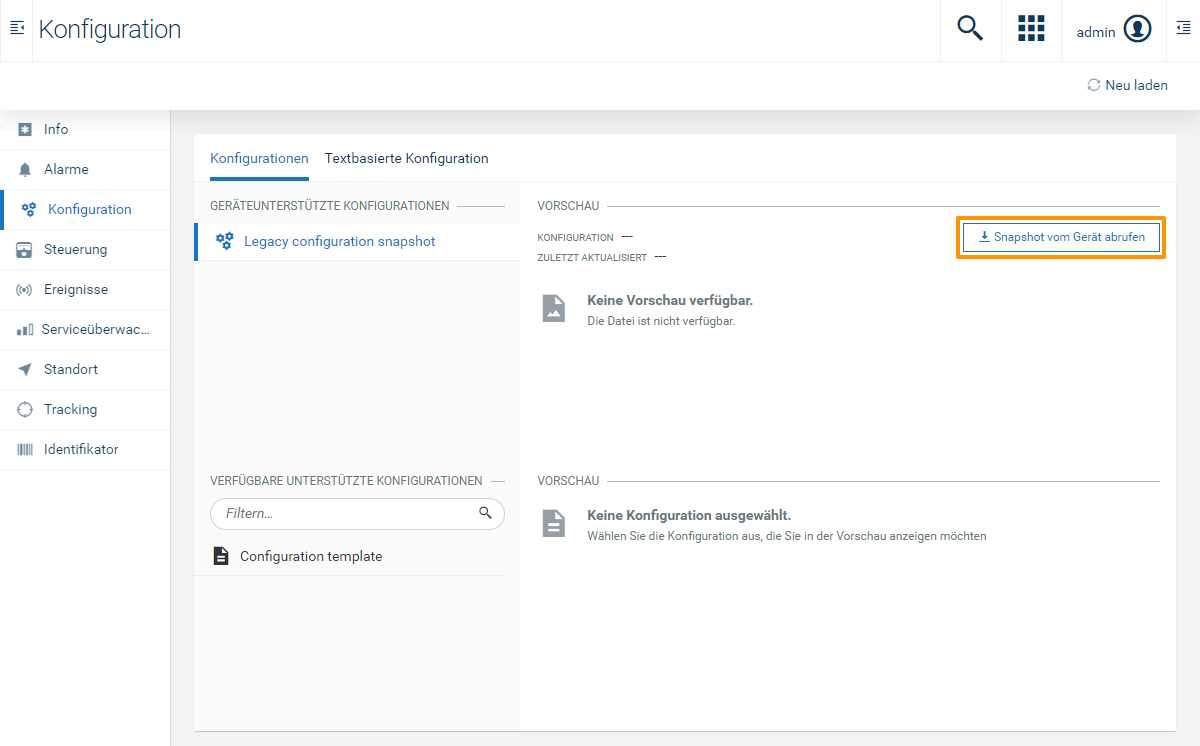 Konfiguration
admin
Neu laden
Info
Alarme
Konfiguration
Steuerung
Ereignisse
Serviceüberwac...
Standort
Tracking
Identifikator
Konfigurationen
Textbasierte Konfiguration
GERÄTEUNTERSTÜTZTE KONFIGURATIONEN
Legacy configuration snapshot
VORSCHAU
KONFIGURATION ---
ZULETZT AKTUALISIERT ---
Snapshot vom Gerät abrufen
Keine Vorschau verfügbar.
Die Datei ist nicht verfügbar.
VERFÜGBARE UNTERSTÜTZTE KONFIGURATIONEN
Filtern...
Configuration template
VORSCHAU
Keine Konfiguration ausgewählt.
Wählen Sie die Konfiguration aus, die Sie in der Vorschau anzeigen möchten